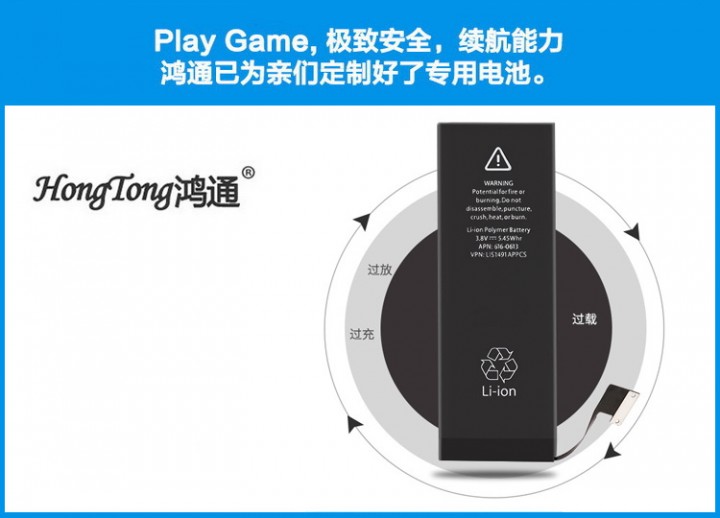 Play Game, 极致安全，续航能力
鸿通已为亲们定制好了专用电池。
HongTong鸿通®
过放
过充
过载
WARNING
Potential for fire or
burning. Do not
disassemble, puncture,
crush, heat, or burn.
Li-ion Polymer Battery
3.8V 5.45Whr
APN: 616-0613
VPN: LIS1491APPCS
Li-ion